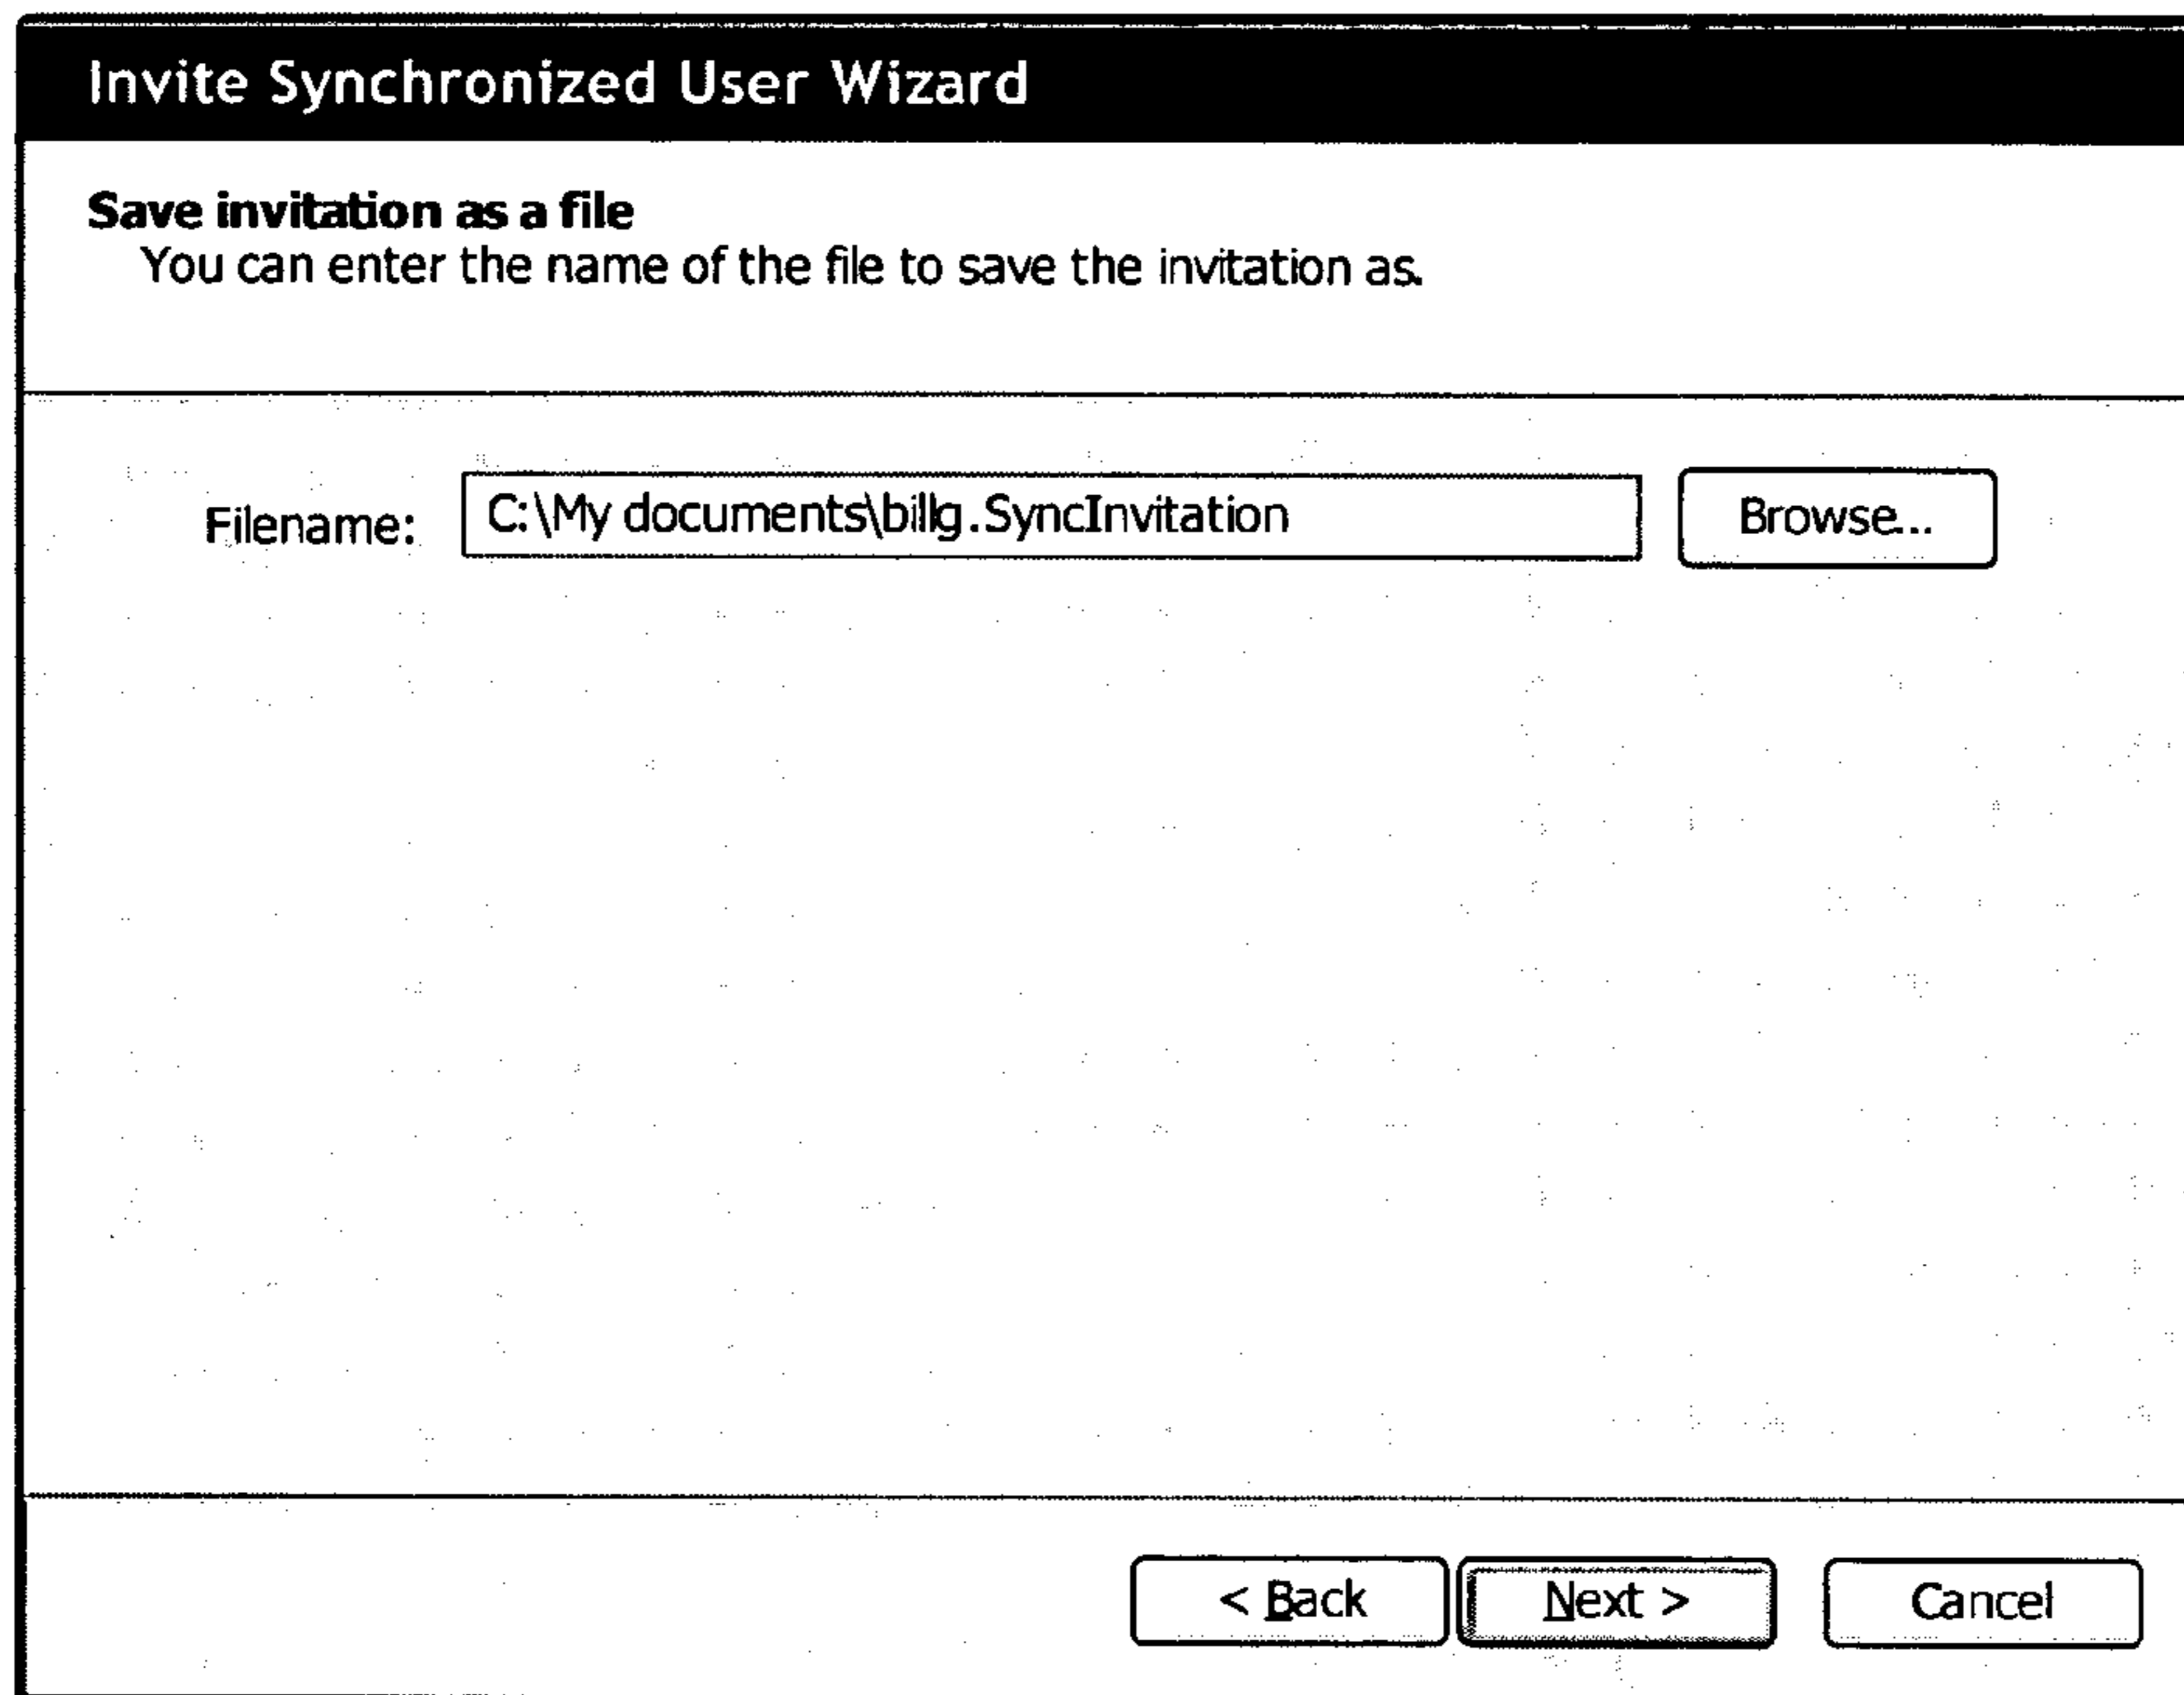 Invite Synchronized User Wizard
Save invitation as a file
You can enter the name of the file to save the invitation as.
Filename: C:\My documents\billg.SyncInvitation Browse...
< Back Next > Cancel